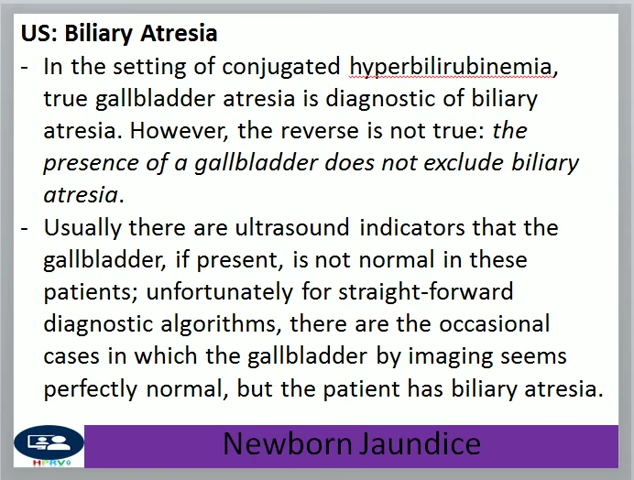 US: Biliary Atresia
- In the setting of conjugated hyperbilirubinemia,
true gallbladder atresia is diagnostic of biliary
atresia. However, the reverse is not true: the
presence of a gallbladder does not exclude biliary
atresia.
- Usually there are ultrasound indicators that the
gallbladder, if present, is not normal in these
patients; unfortunately for straight-forward
diagnostic algorithms, there are the occasional
cases in which the gallbladder by imaging seems
perfectly normal, but the patient has biliary atresia.
Newborn Jaundice